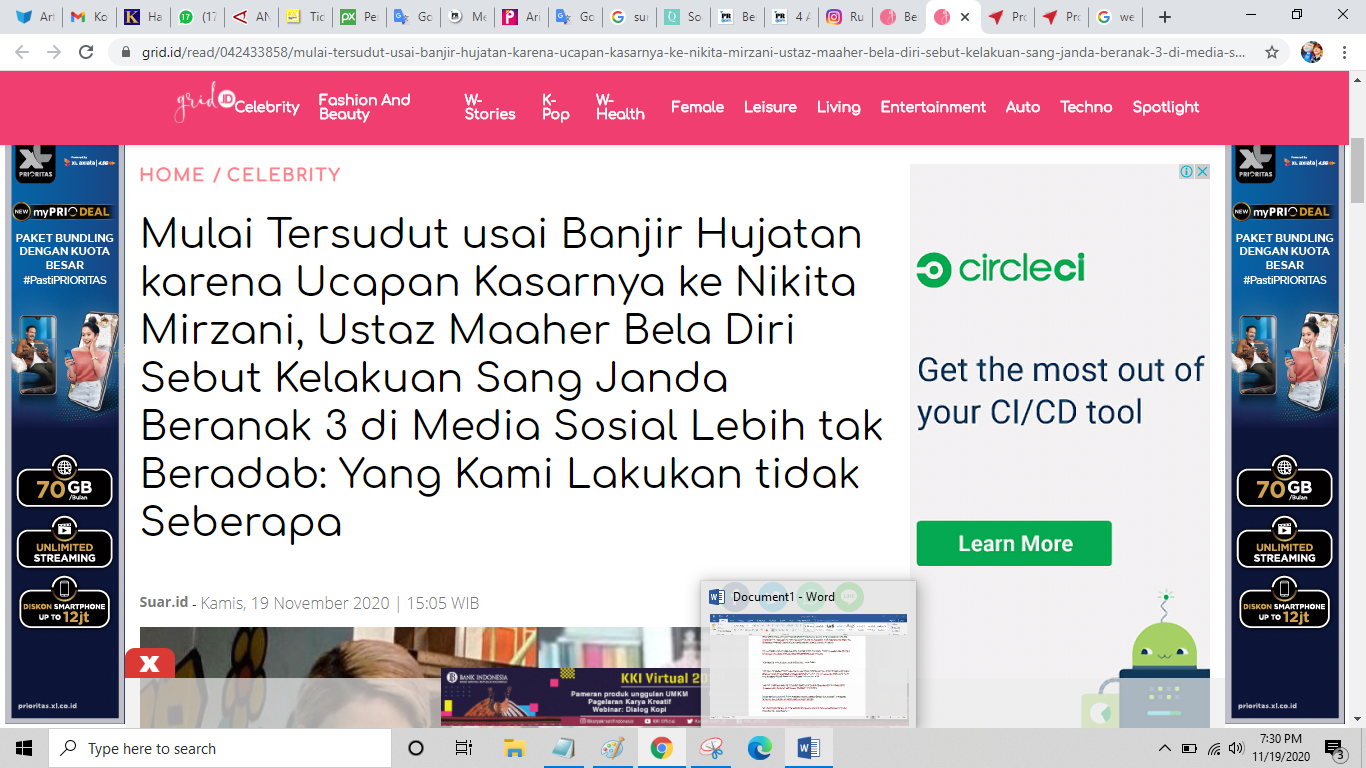 Art
Ko
(17
AN
Tic
Pe
Go
Me
Ari
Go
sur
So
Be
4 A
Ru
Be
Pro
Pro
we
grid.id/read/042433858/mulai-tersudut-usai-banjir-hujatan-karena-ucapan-kasarnya-ke-nikita-mirzani-ustaz-maaher-bela-diri-sebut-kelakuan-sang-janda-beranak-3-di-media-s...
grid ID
Celebrity
Fashion And
Beauty
W-
Stories
K-
Pop
W-
Health
Female
Leisure
Living
Entertainment
Auto
Techno
Spotlight
HOME / CELEBRITY
Mulai Tersudut usai Banjir Hujatan
karena Ucapan Kasarnya ke Nikita
Mirzani, Ustaz Maaher Bela Diri
Sebut Kelakuan Sang Janda
Beranak 3 di Media Sosial Lebih tak
Beradab: Yang Kami Lakukan tidak
Seberapa
Suar.id - Kamis, 19 November 2020 | 15:05 WIB
XL
PRIORITAS
xl axiata
NEW myPRIO DEAL
PAKET BUNDLING
DENGAN KUOTA
BESAR
#PastiPRIORITAS
70GB
/Bulan
UNLIMITED
STREAMING
DISKON SMARTPHONE
UP TO 12jt
prioritas.xl.co.id
circleci
Get the most out of
your CI/CD tool
Learn More
XL
PRIORITAS
xl axiata
NEW myPRIO DEAL
PAKET BUNDLING
DENGAN KUOTA
BESAR
#PastiPRIORITAS
70GB
/Bulan
UNLIMITED
STREAMING
DISKON SMARTPHONE
UP TO 12jt
prioritas.xl.co.id
X
BANK INDONESIA
KKI Virtual 20
Pameran produk unggulan UMKM
Pagelaran Karya Kreatif
Webinar: Dialog Kopi
Document1 - Word
Type here to search
7:30 PM
11/19/2020
3